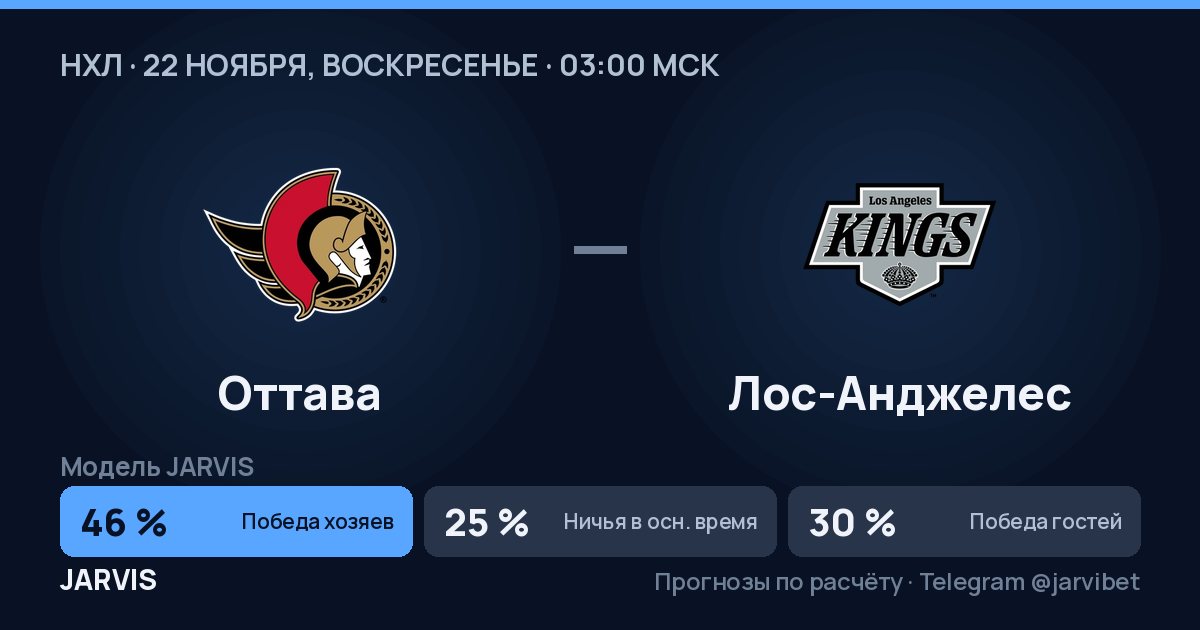 НХЛ · 22 НОЯБРЯ, ВОСКРЕСЕНЬЕ · 03:00 МСК
Los Angeles
KINGS
Оттава
Лос-Анджелес
Модель JARVIS
46 % Победа хозяев
25 % Ничья в осн. время
30 % Победа гостей
JARVIS
Прогнозы по расчёту · Telegram @jarvibet